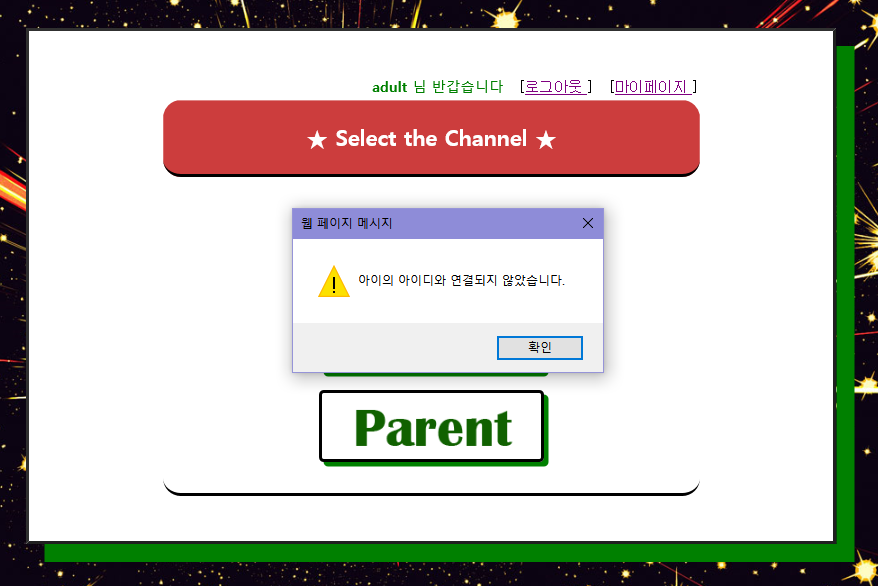 adult 님 반갑습니다 [로그아웃 ] [마이페이지 ]
★ Select the Channel ★
웹 페이지 메시지
아이의 아이디와 연결되지 않았습니다.
확인
Parent